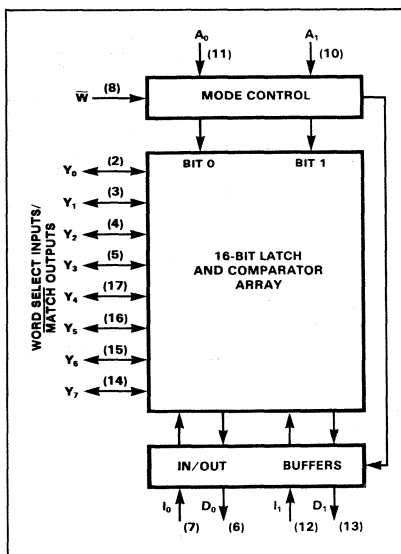 A0 A1
(11) (10)
W̅ (8) MODE CONTROL
BIT 0 BIT 1
WORD SELECT INPUTS/
M̅A̅T̅C̅H̅ OUTPUTS
Y0 (2)
Y1 (3)
Y2 (4)
Y3 (5)
Y4 (17)
Y5 (16)
Y6 (15)
Y7 (14)
16-BIT LATCH
AND COMPARATOR
ARRAY
IN/OUT BUFFERS
I0 D0 I1 D1
(7) (6) (12) (13)